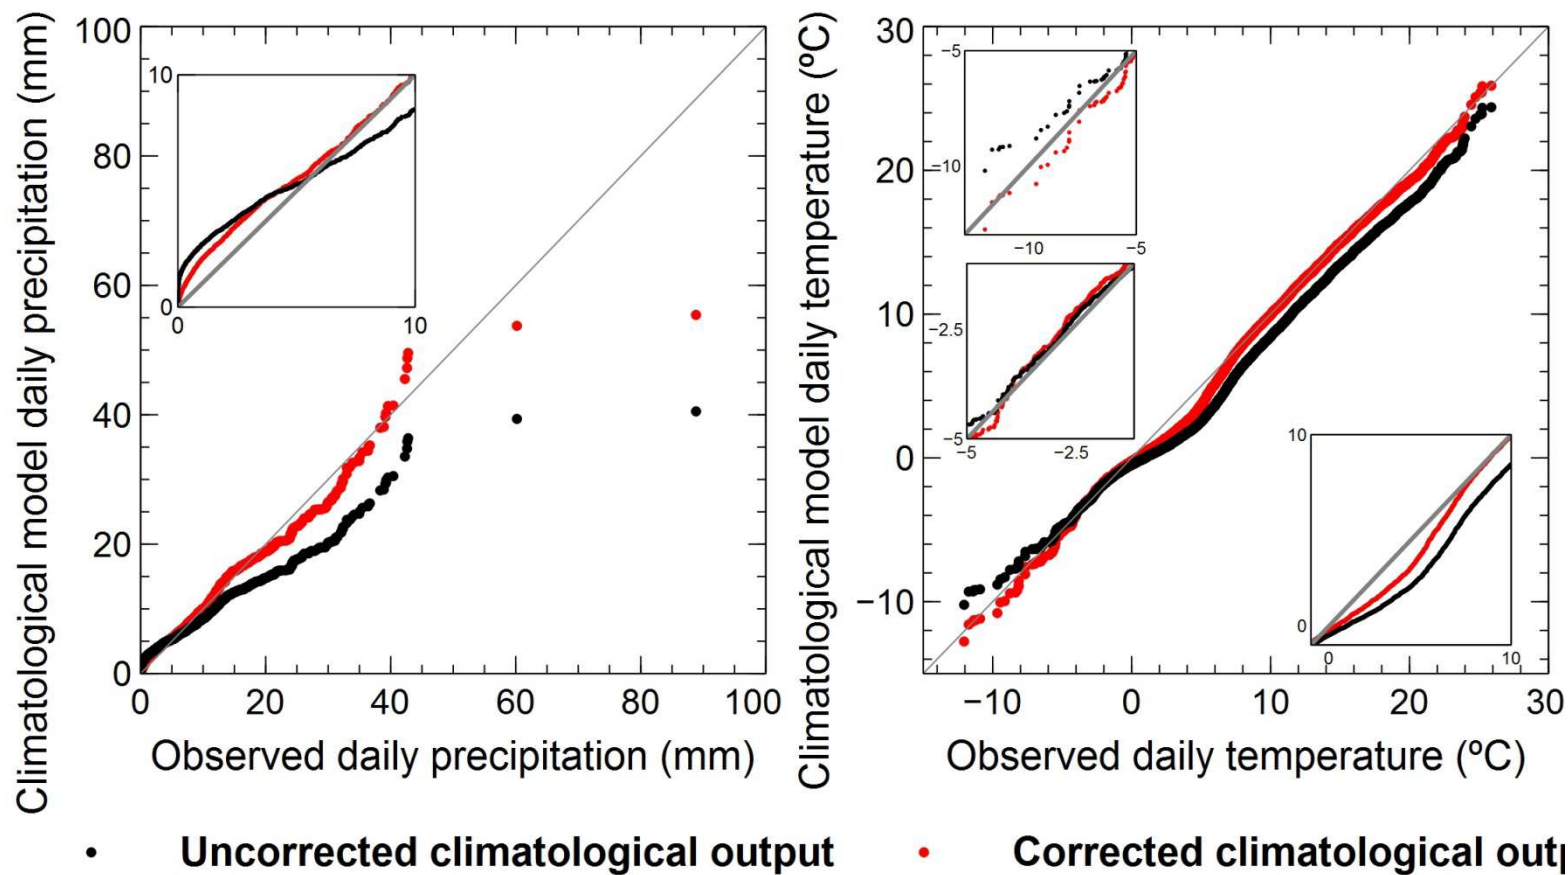 Climatological model daily precipitation (mm)
100
80
60
40
20
0
0 20 40 60 80 100
Observed daily precipitation (mm)
10
0
0 10
Climatological model daily temperature (ºC)
30
20
10
0
−10
−10 0 10 20 30
Observed daily temperature (ºC)
−5
−10
−10 −5
−2.5
−5
−5 −2.5
10
0
0 10
Uncorrected climatological output
Corrected climatological outp